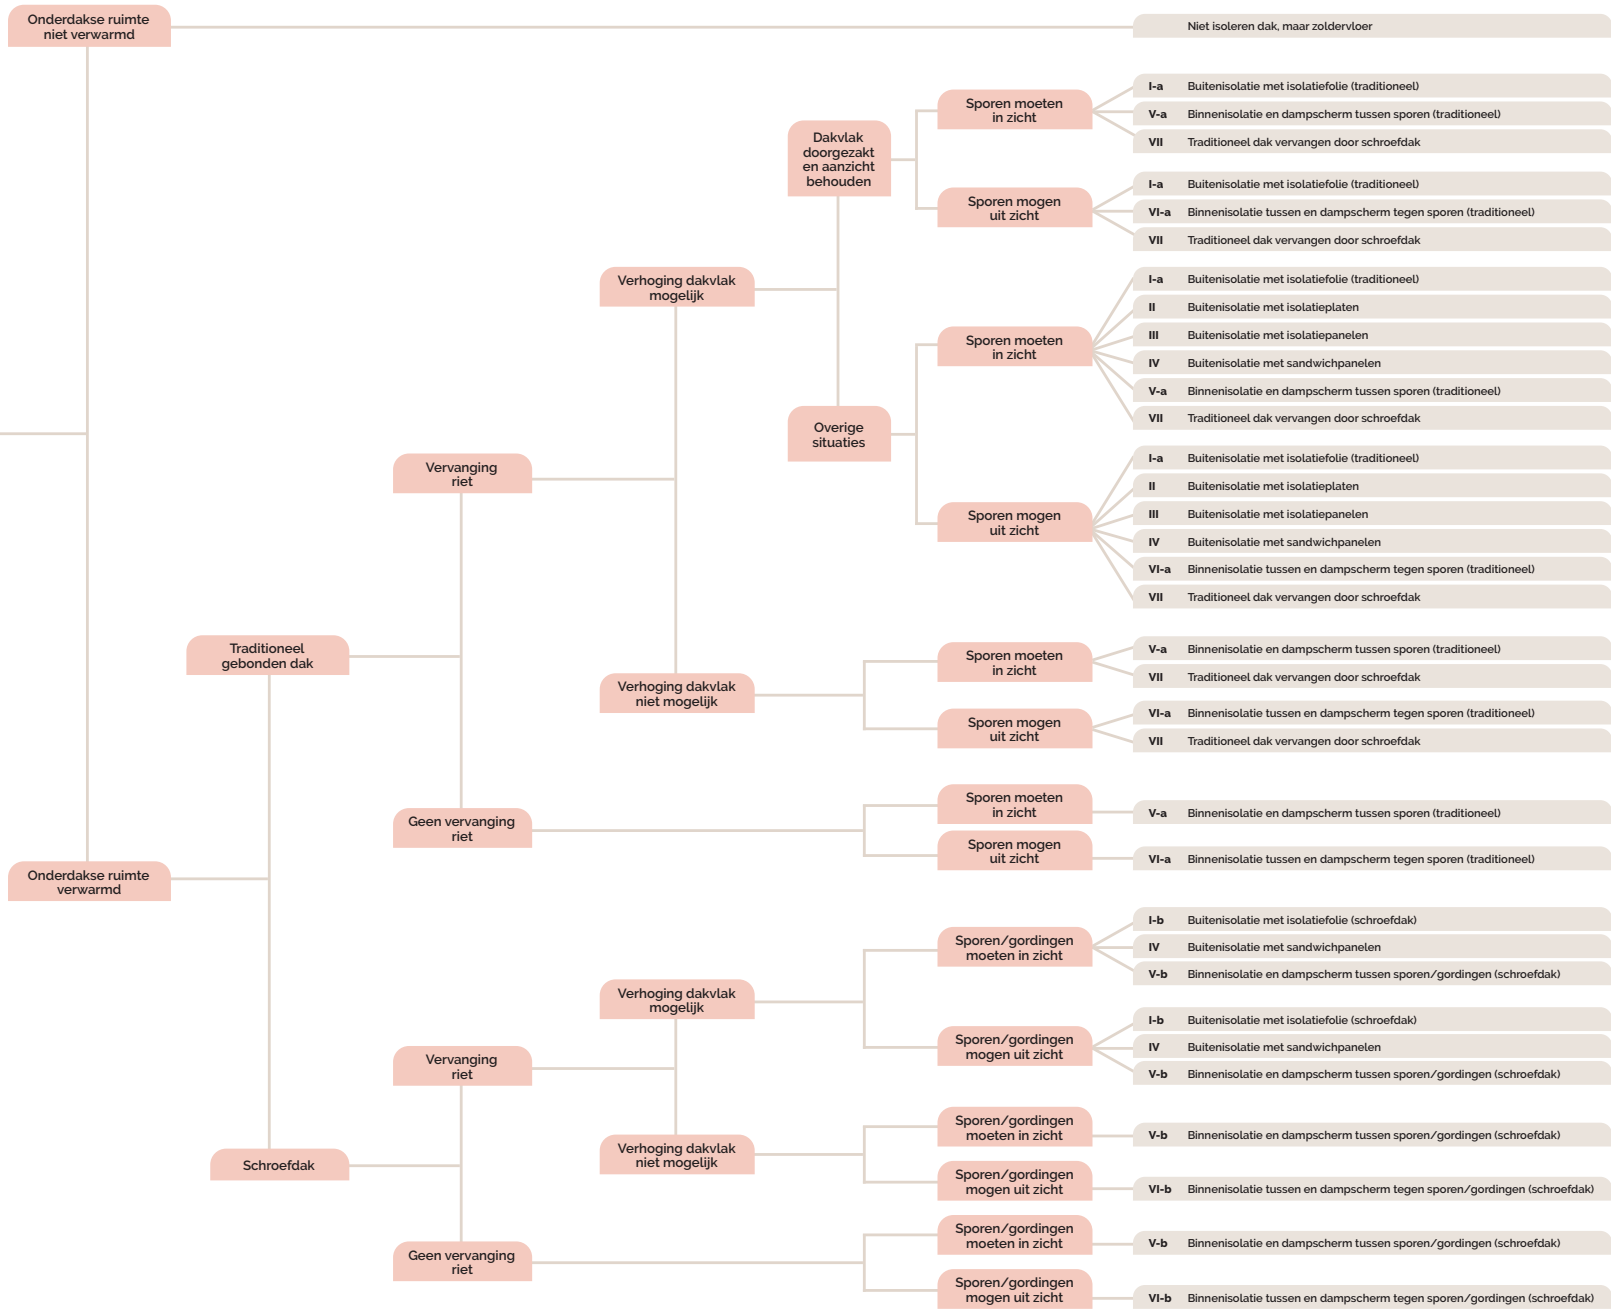 Onderdakse ruimte
niet verwarmd
Niet isoleren dak, maar zoldervloer
Dakvlak
doorgezakt
en aanzicht
behouden
Sporen moeten
in zicht
I-a Buitenisolatie met isolatiefolie (traditioneel)
V-a Binnenisolatie en dampscherm tussen sporen (traditioneel)
VII Traditioneel dak vervangen door schroefdak
Sporen mogen
uit zicht
I-a Buitenisolatie met isolatiefolie (traditioneel)
VI-a Binnenisolatie tussen en dampscherm tegen sporen (traditioneel)
VII Traditioneel dak vervangen door schroefdak
Verhoging dakvlak
mogelijk
Sporen moeten
in zicht
I-a Buitenisolatie met isolatiefolie (traditioneel)
II Buitenisolatie met isolatieplaten
III Buitenisolatie met isolatiepanelen
IV Buitenisolatie met sandwichpanelen
V-a Binnenisolatie en dampscherm tussen sporen (traditioneel)
VII Traditioneel dak vervangen door schroefdak
Overige
situaties
Vervanging
riet
Sporen mogen
uit zicht
I-a Buitenisolatie met isolatiefolie (traditioneel)
II Buitenisolatie met isolatieplaten
III Buitenisolatie met isolatiepanelen
IV Buitenisolatie met sandwichpanelen
VI-a Binnenisolatie tussen en dampscherm tegen sporen (traditioneel)
VII Traditioneel dak vervangen door schroefdak
Traditioneel
gebonden dak
Verhoging dakvlak
niet mogelijk
Sporen moeten
in zicht
V-a Binnenisolatie en dampscherm tussen sporen (traditioneel)
VII Traditioneel dak vervangen door schroefdak
Sporen mogen
uit zicht
VI-a Binnenisolatie tussen en dampscherm tegen sporen (traditioneel)
VII Traditioneel dak vervangen door schroefdak
Geen vervanging
riet
Sporen moeten
in zicht
V-a Binnenisolatie en dampscherm tussen sporen (traditioneel)
Sporen mogen
uit zicht
VI-a Binnenisolatie tussen en dampscherm tegen sporen (traditioneel)
Onderdakse ruimte
verwarmd
Sporen/gordingen
moeten in zicht
I-b Buitenisolatie met isolatiefolie (schroefdak)
IV Buitenisolatie met sandwichpanelen
V-b Binnenisolatie en dampscherm tussen sporen/gordingen (schroefdak)
Verhoging dakvlak
mogelijk
Sporen/gordingen
mogen uit zicht
I-b Buitenisolatie met isolatiefolie (schroefdak)
IV Buitenisolatie met sandwichpanelen
V-b Binnenisolatie en dampscherm tussen sporen/gordingen (schroefdak)
Vervanging
riet
Verhoging dakvlak
niet mogelijk
Sporen/gordingen
moeten in zicht
V-b Binnenisolatie en dampscherm tussen sporen/gordingen (schroefdak)
Schroefdak
Sporen/gordingen
mogen uit zicht
VI-b Binnenisolatie tussen en dampscherm tegen sporen/gordingen (schroefdak)
Geen vervanging
riet
Sporen/gordingen
moeten in zicht
V-b Binnenisolatie en dampscherm tussen sporen/gordingen (schroefdak)
Sporen/gordingen
mogen uit zicht
VI-b Binnenisolatie tussen en dampscherm tegen sporen/gordingen (schroefdak)